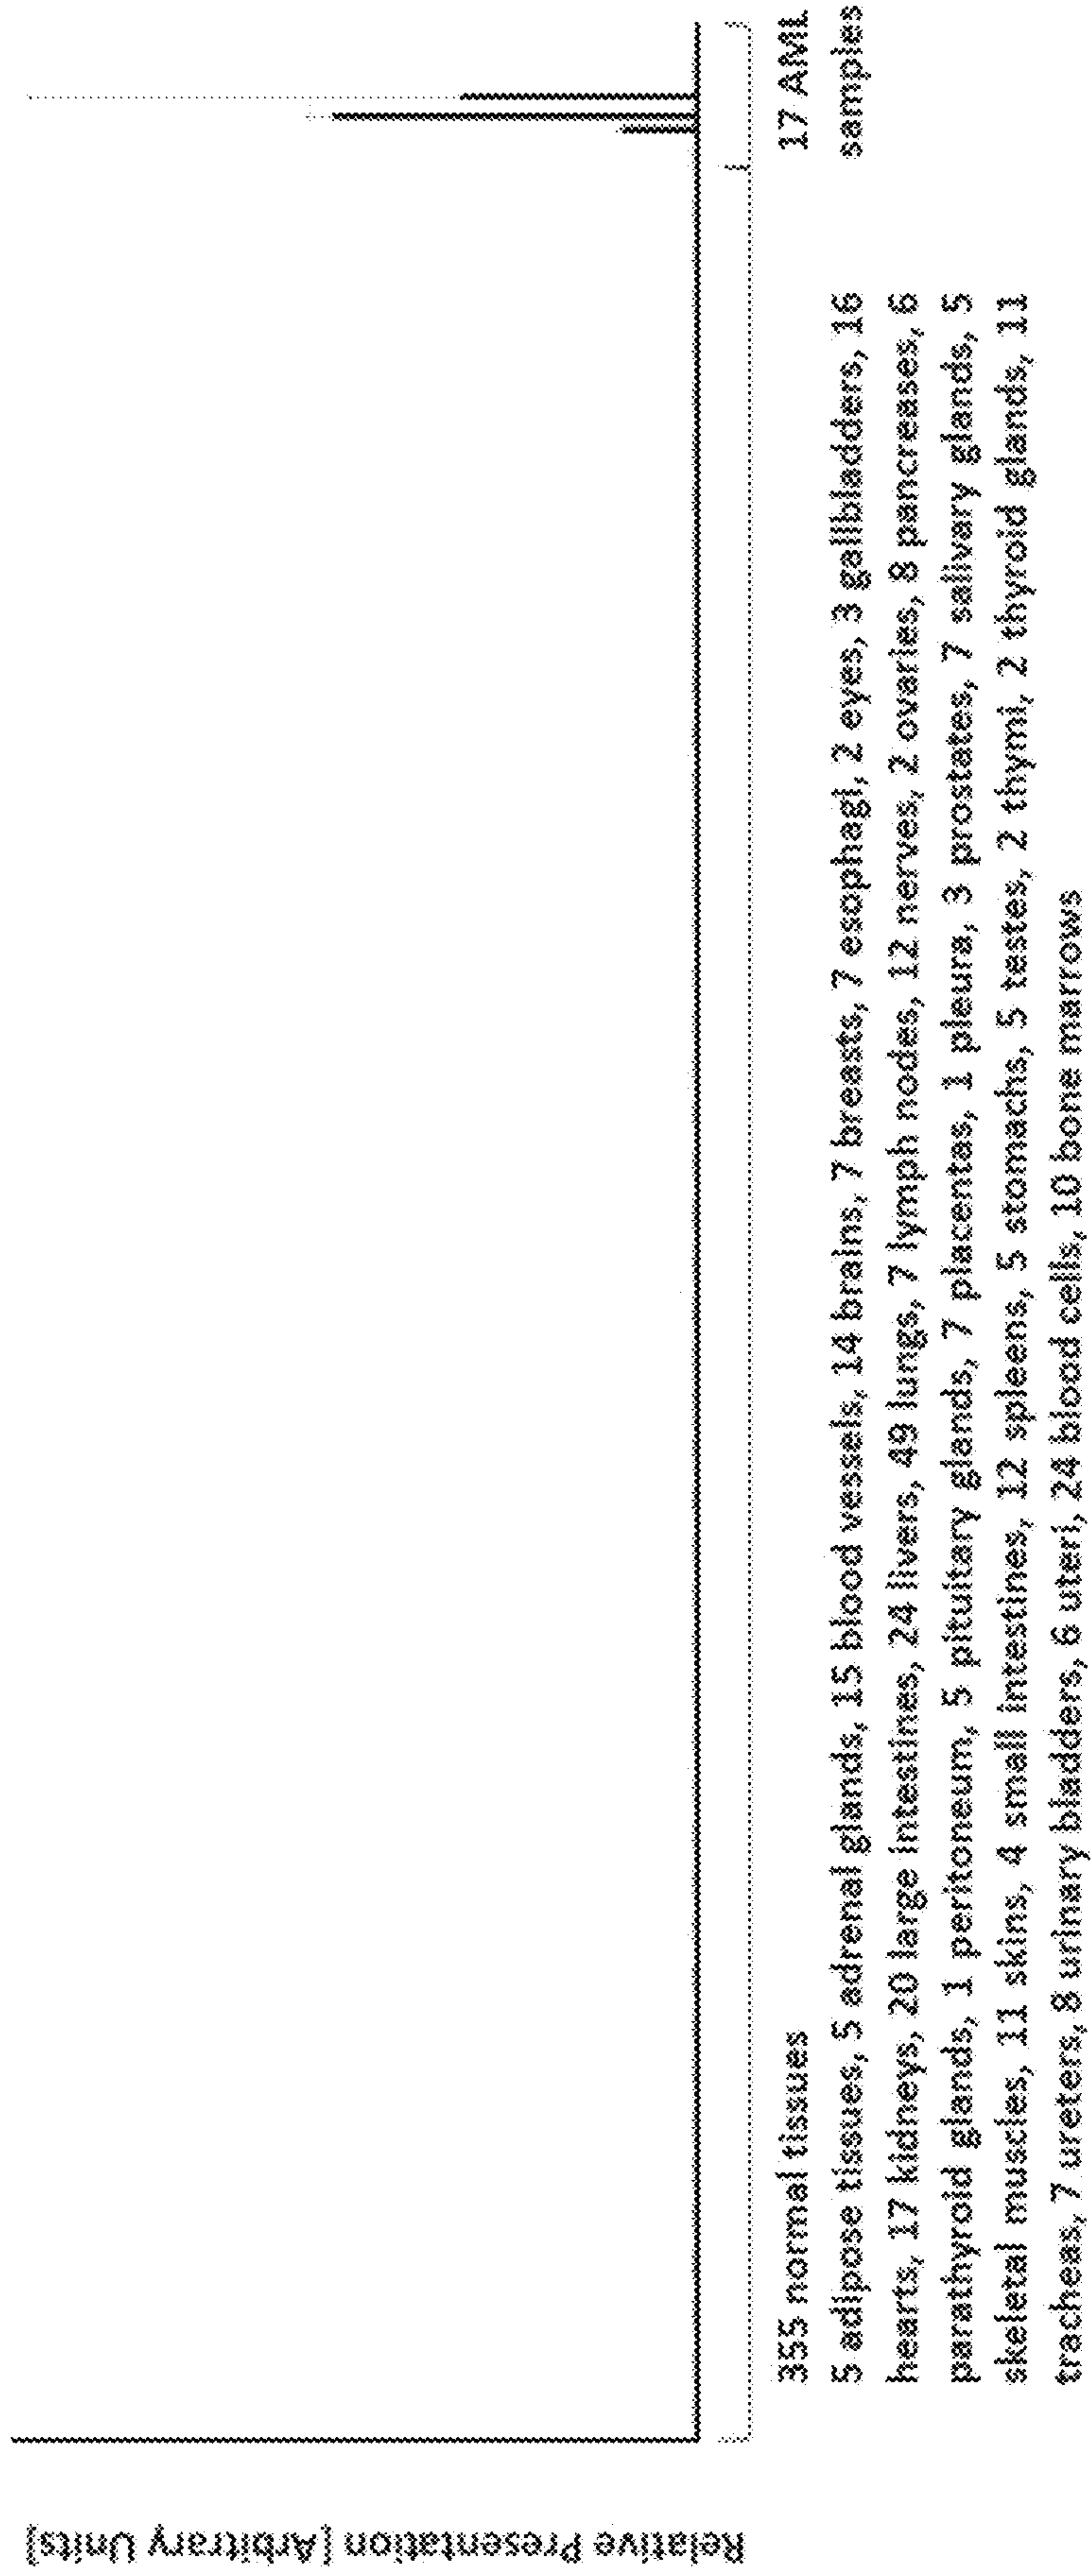 Relative Presentation [Arbitrary Units]
355 normal tissues
5 adipose tissues, 5 adrenal glands, 15 blood vessels, 14 brains, 7 breasts, 7 esophagi, 2 eyes, 3 gallbladders, 16
hearts, 17 kidneys, 20 large intestines, 24 livers, 49 lungs, 7 lymph nodes, 12 nerves, 2 ovaries, 8 pancreases, 6
parathyroid glands, 1 peritoneum, 5 pituitary glands, 7 placentas, 1 pleura, 3 prostates, 7 salivary glands, 5
skeletal muscles, 11 skins, 4 small intestines, 12 spleens, 5 stomachs, 5 testes, 2 thymi, 2 thyroid glands, 11
tracheas, 7 ureters, 8 urinary bladders, 6 uteri, 24 blood cells, 10 bone marrows
17 AML
samples